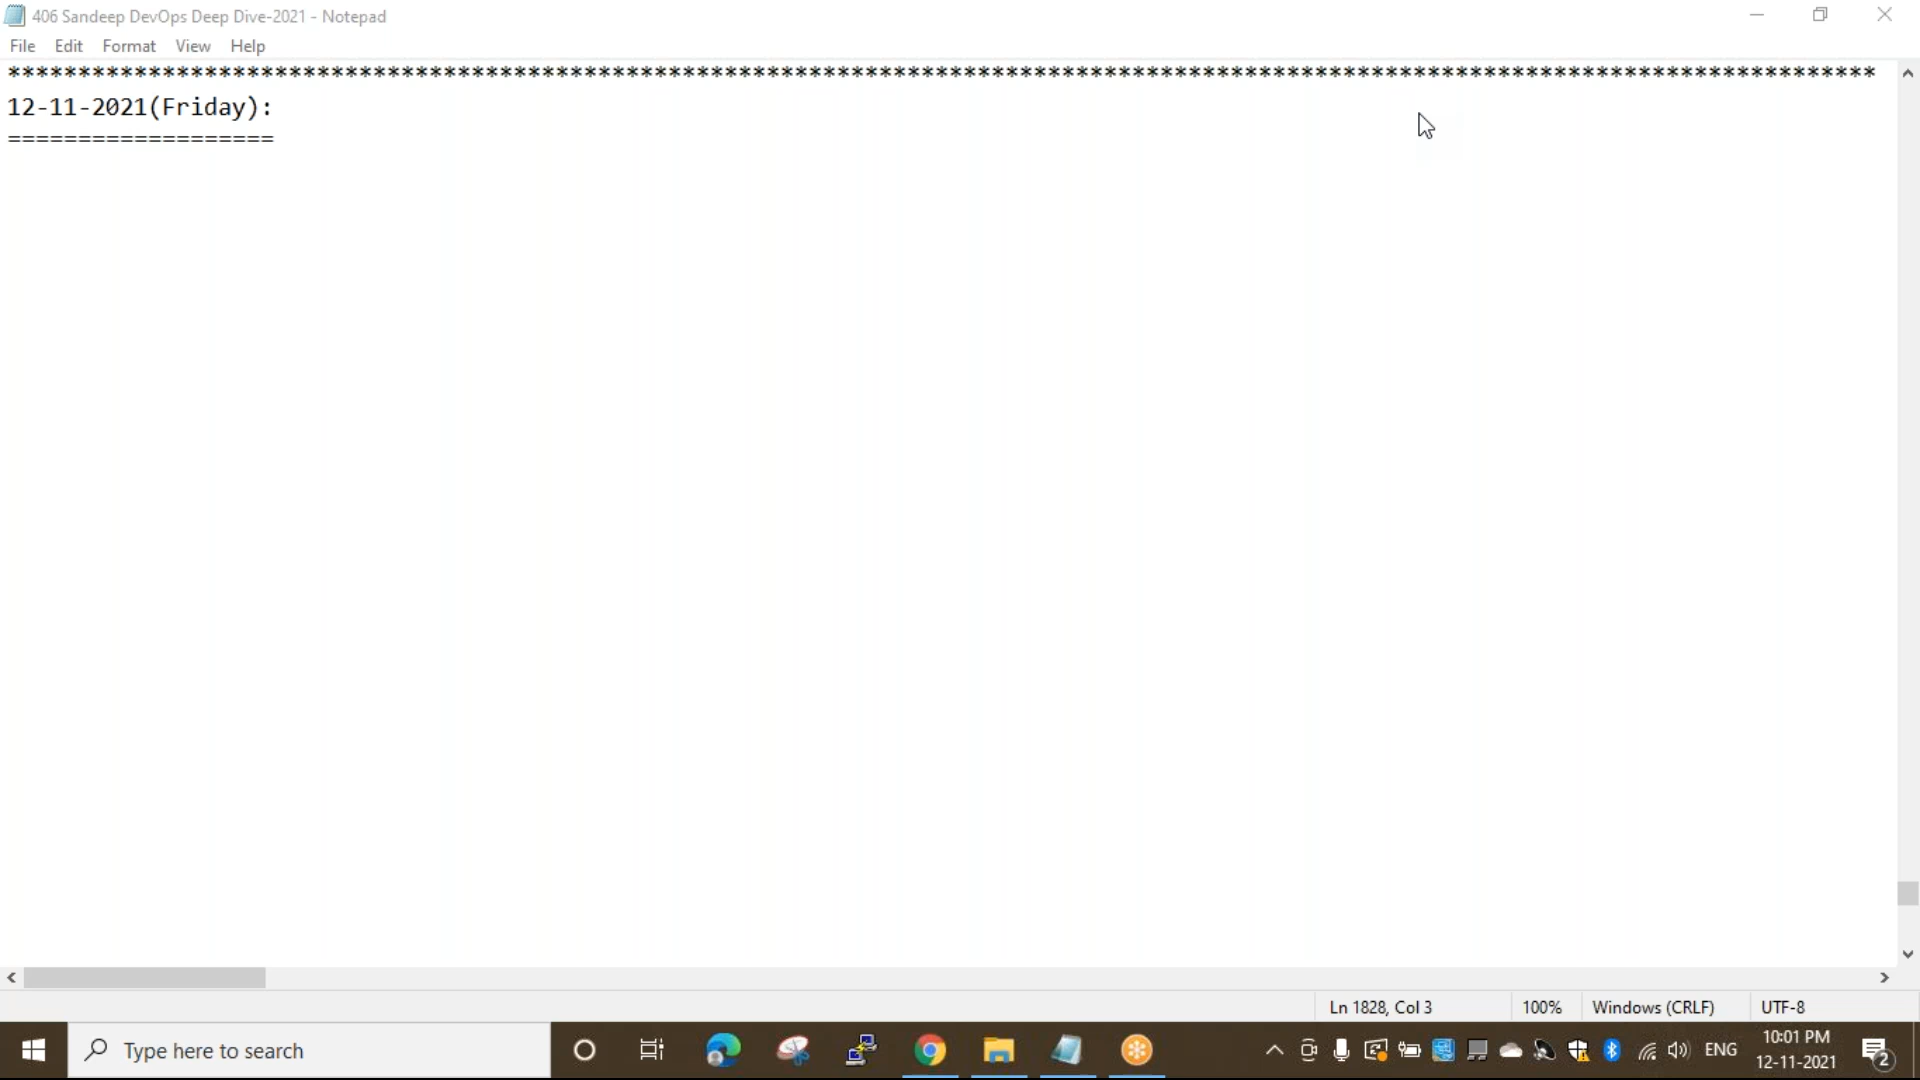 406 Sandeep DevOps Deep Dive-2021 - Notepad
File Edit Format View Help
*************************************************************************************************************************************
12-11-2021(Friday):
===================
Ln 1828, Col 3 100% Windows (CRLF) UTF-8
Type here to search
ENG
10:01 PM
12-11-2021
2